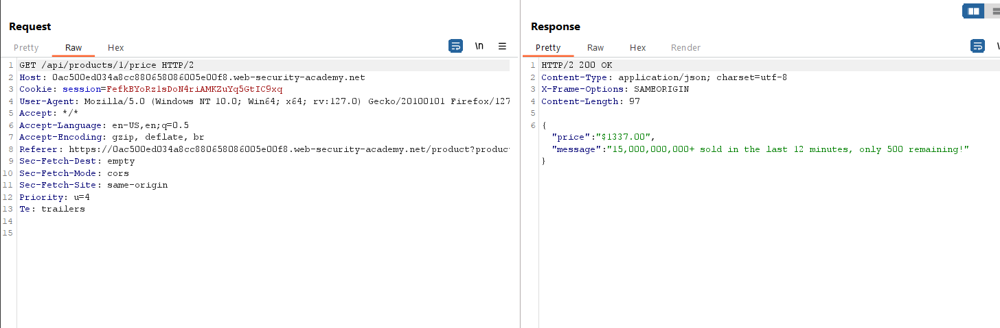 Request
Pretty Raw Hex \n
1 GET /api/products/1/price HTTP/2
2 Host: 0ac500ed034a8cc880658086005e00f8.web-security-academy.net
3 Cookie: session=FefkBYoRz1sDoN4riAMKZuYq5GtIC9xq
4 User-Agent: Mozilla/5.0 (Windows NT 10.0; Win64; x64; rv:127.0) Gecko/20100101 Firefox/127
5 Accept: */*
6 Accept-Language: en-US,en;q=0.5
7 Accept-Encoding: gzip, deflate, br
8 Referer: https://0ac500ed034a8cc880658086005e00f8.web-security-academy.net/product?produc
9 Sec-Fetch-Dest: empty
10 Sec-Fetch-Mode: cors
11 Sec-Fetch-Site: same-origin
12 Priority: u=4
13 Te: trailers
14
15
Response
Pretty Raw Hex Render
1 HTTP/2 200 OK
2 Content-Type: application/json; charset=utf-8
3 X-Frame-Options: SAMEORIGIN
4 Content-Length: 97
5
6 {
"price":"$1337.00",
"message":"15,000,000,000+ sold in the last 12 minutes, only 500 remaining!"
}